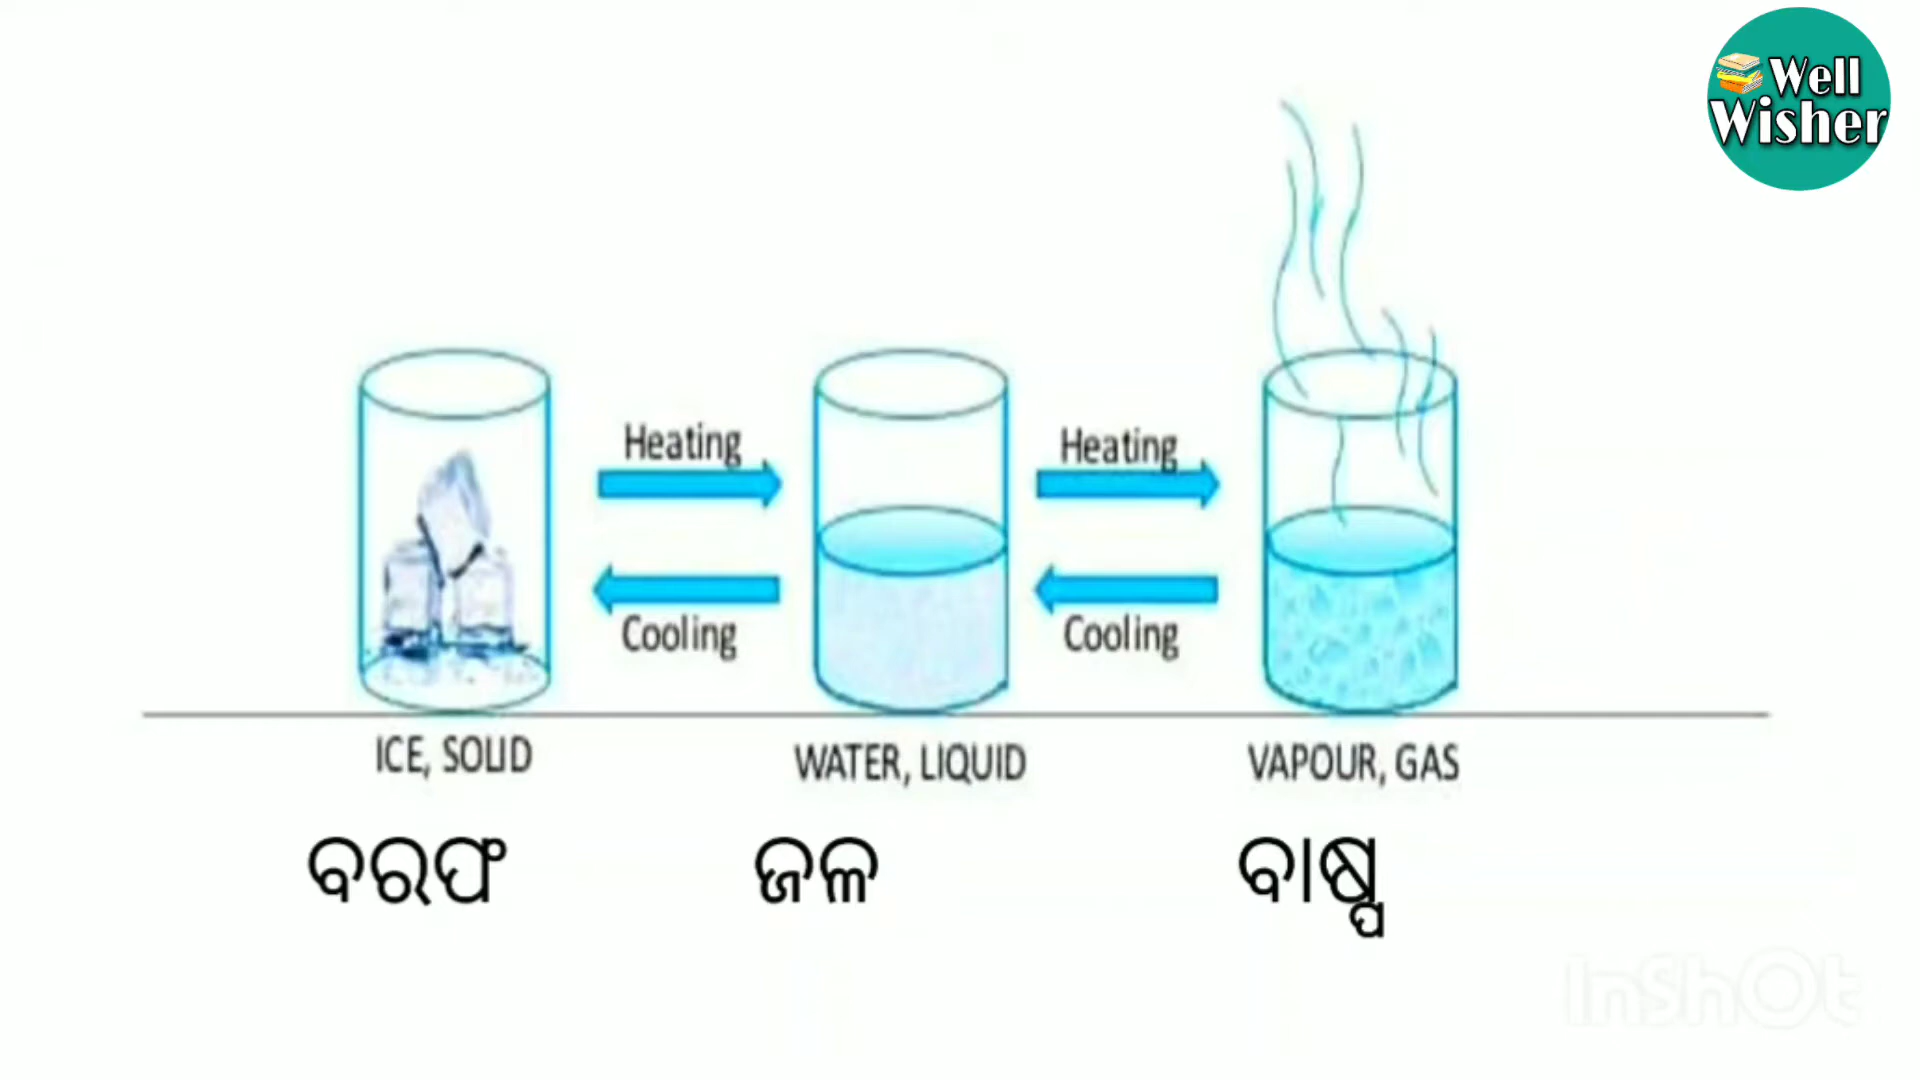 Well
Wisher
Heating
Heating
Cooling
Cooling
ICE, SOLID
WATER, LIQUID
VAPOUR, GAS
ବରଫ
ଜଳ
ବାଷ୍ପ
InShOt